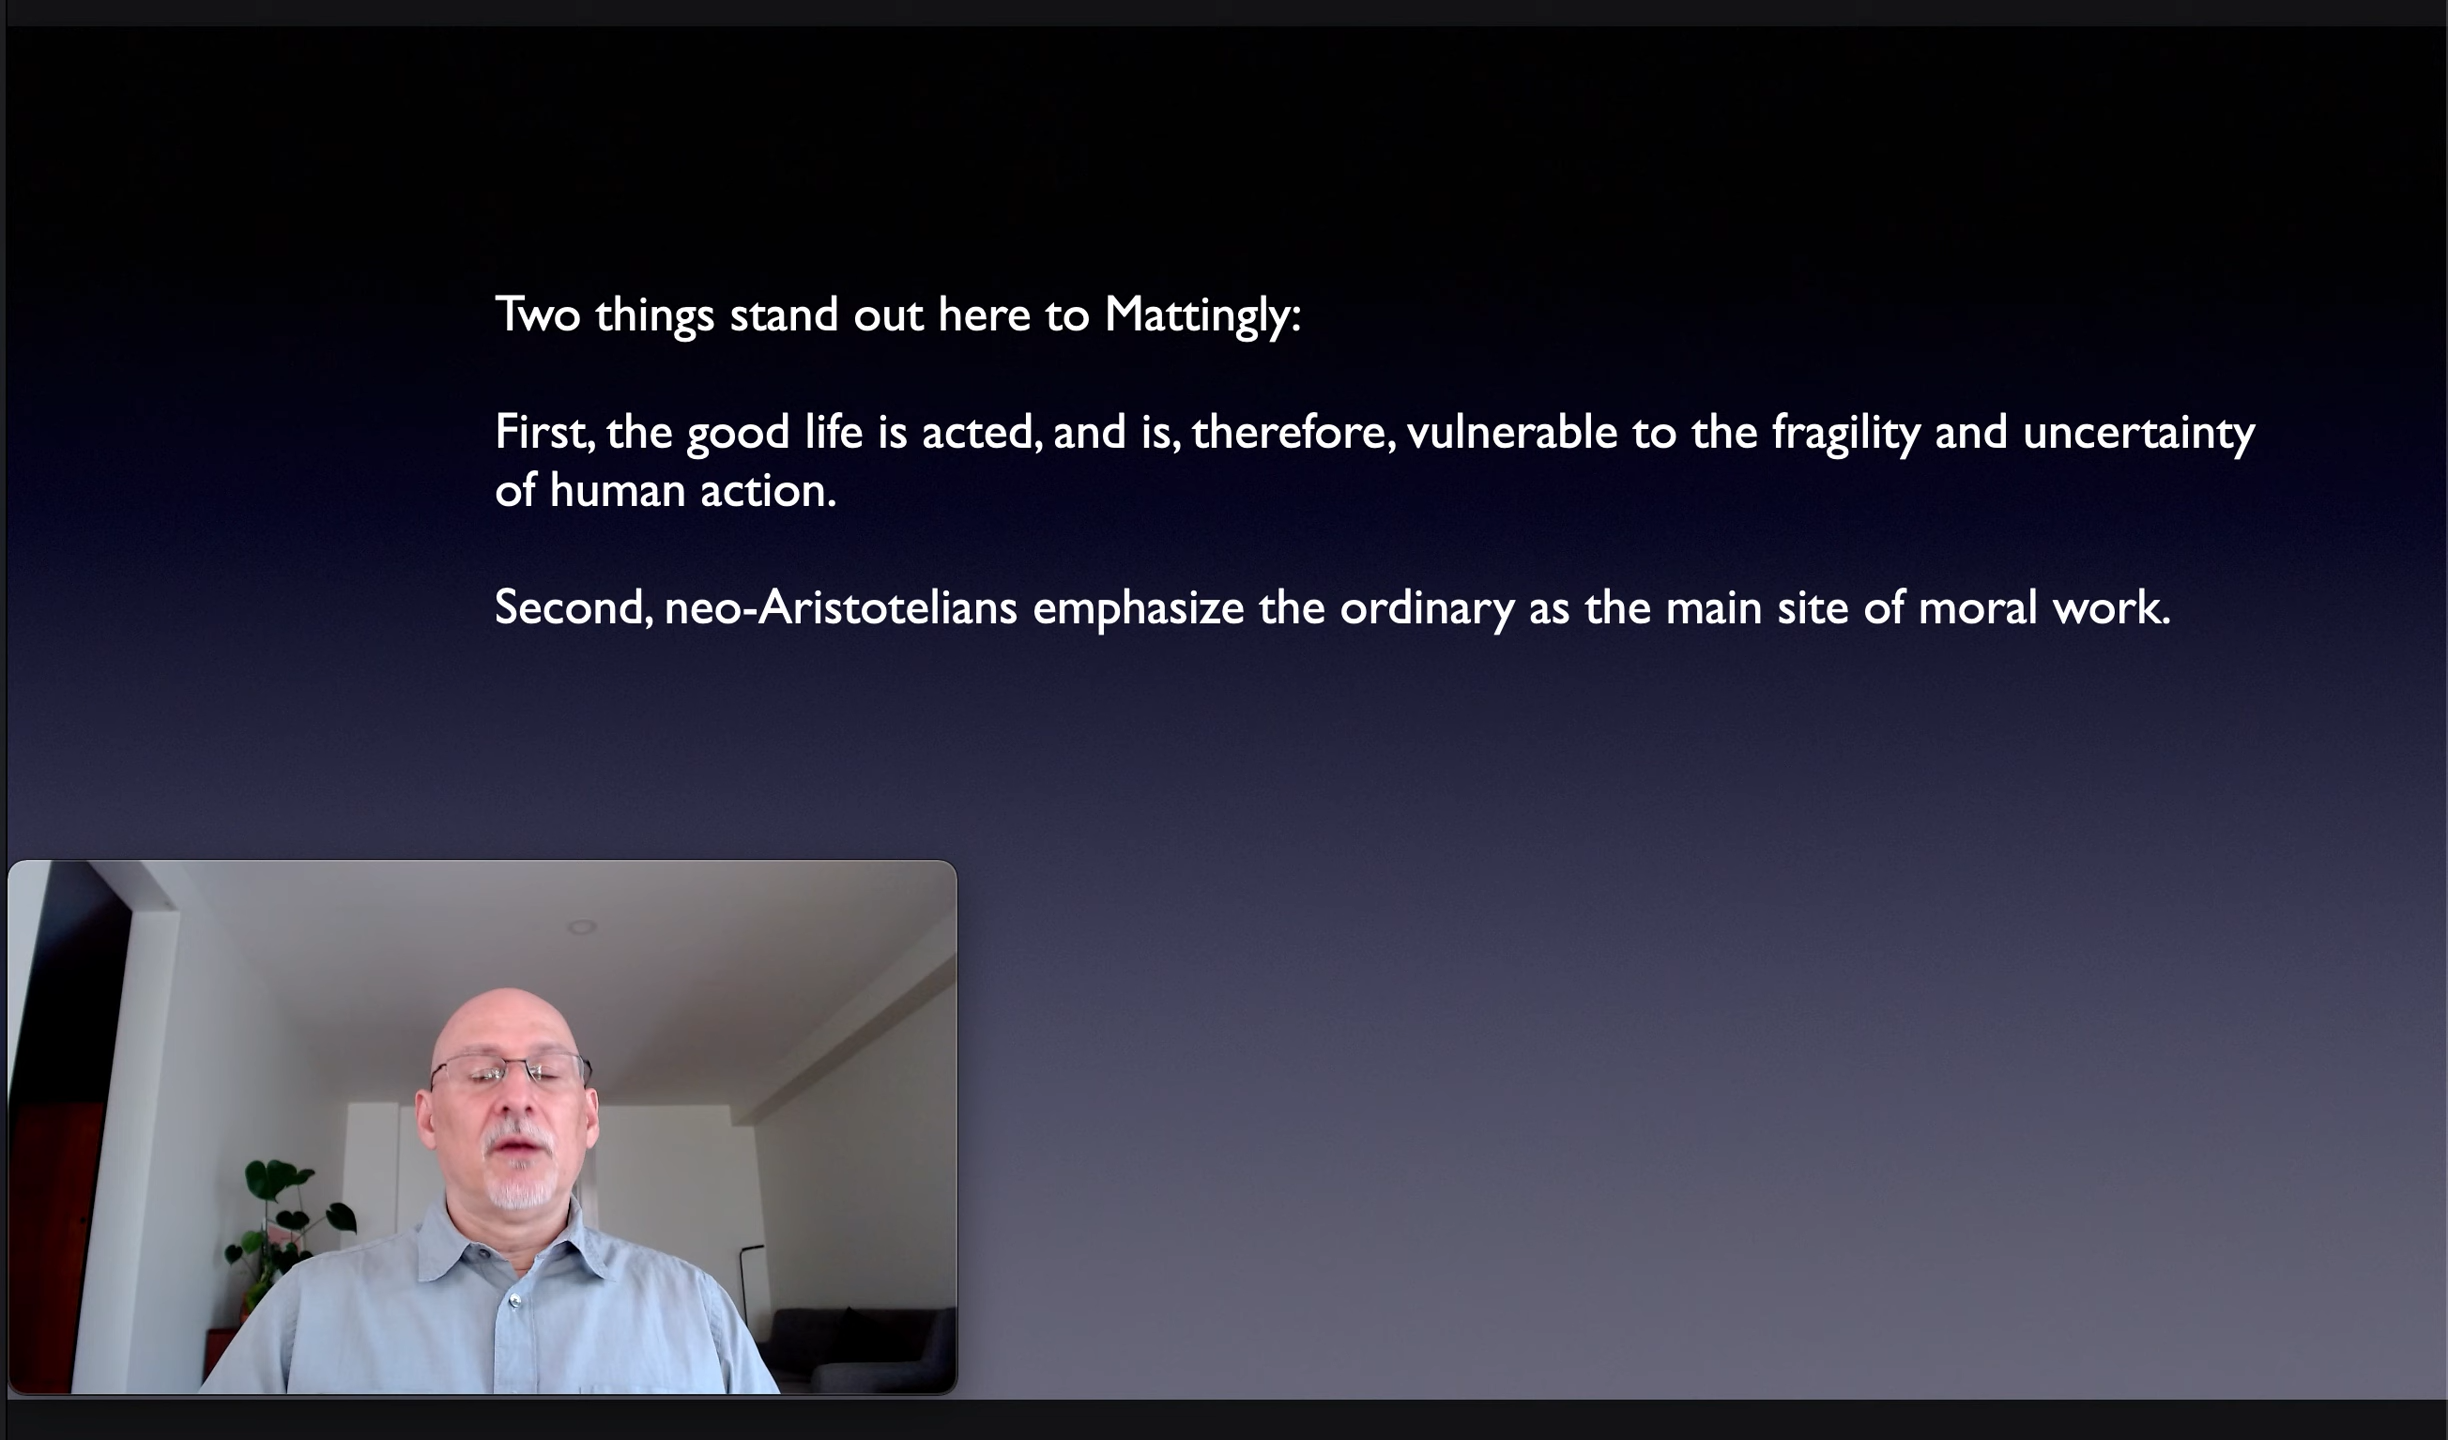 Two things stand out here to Mattingly:
First, the good life is acted, and is, therefore, vulnerable to the fragility and uncertainty
of human action.
Second, neo-Aristotelians emphasize the ordinary as the main site of moral work.